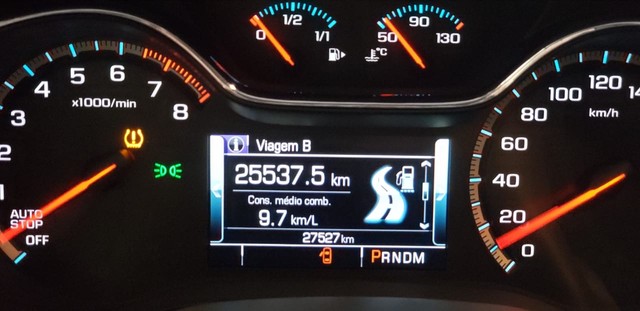 0 1/2 1/1
50 90 130
°C
1 2 3 4 5 6 7 8
x1000/min
AUTO
STOP
OFF
Viagem B
25537.5 km
Cons. médio comb.
9.7 km/L
27527 km
PRNDM
0 20 40 60 80 100 120 14
km/h